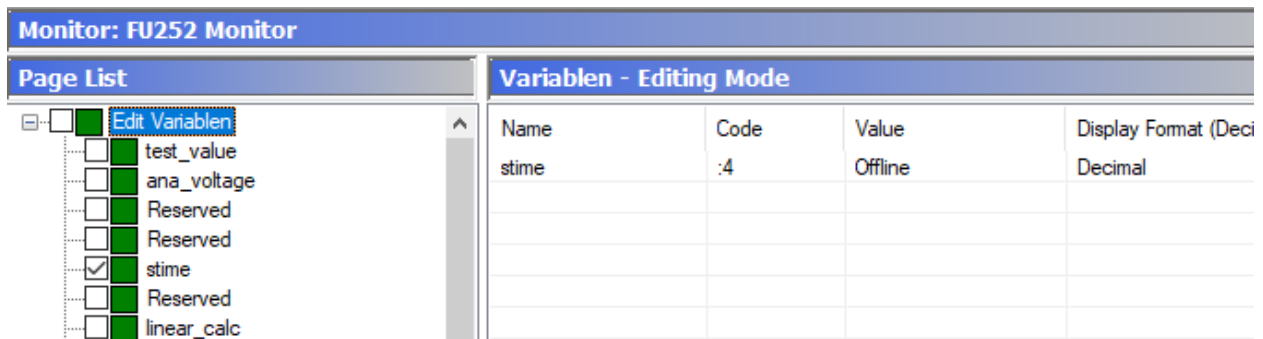 Monitor: FU252 Monitor
Page List
Edit Variablen
test_value
ana_voltage
Reserved
Reserved
stime
Reserved
linear_calc
Variablen - Editing Mode
Name Code Value Display Format (Deci
stime :4 Offline Decimal